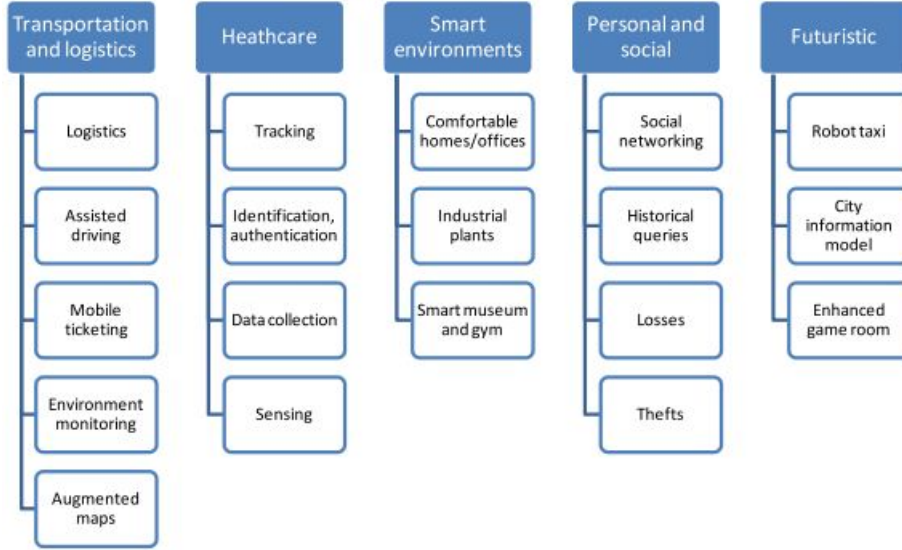 Transportation
and logistics
Logistics
Assisted
driving
Mobile
ticketing
Environment
monitoring
Augmented
maps
Heathcare
Tracking
Identification,
authentication
Data collection
Sensing
Smart
environments
Comfortable
homes/offices
Industrial
plants
Smart museum
and gym
Personal and
social
Social
networking
Historical
queries
Losses
Thefts
Futuristic
Robot taxi
City
information
model
Enhanced
game room